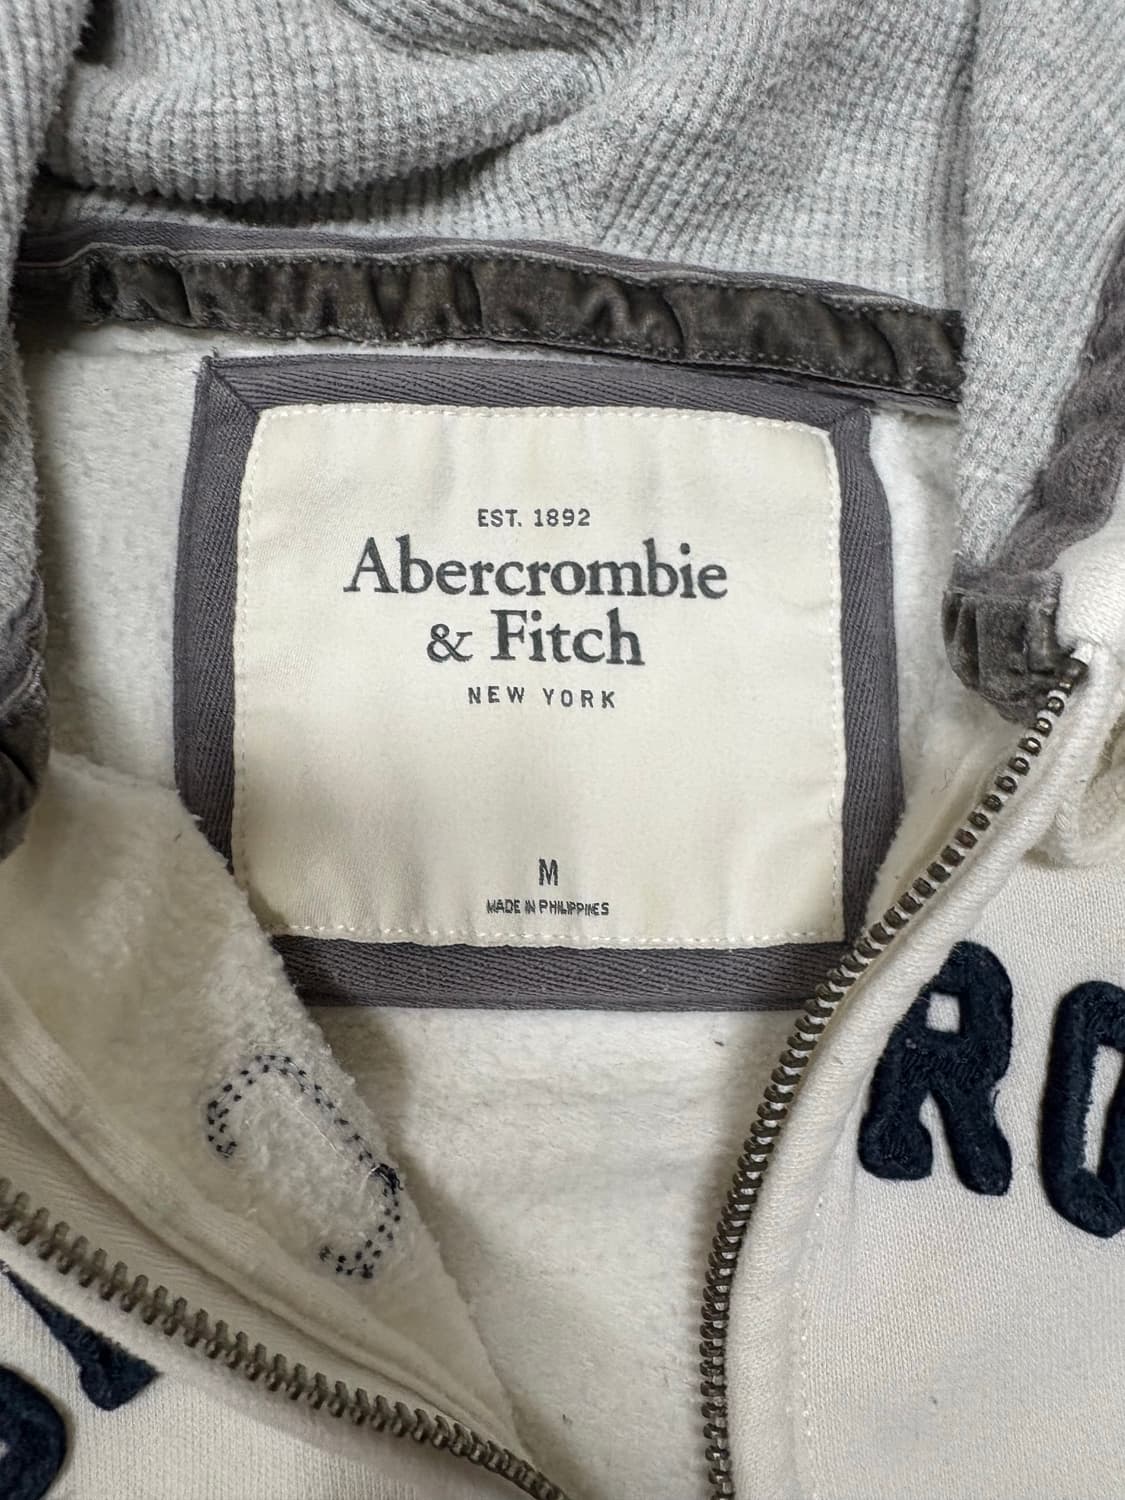 EST. 1892
Abercrombie
& Fitch
NEW YORK
M
MADE IN PHILIPPINES
R